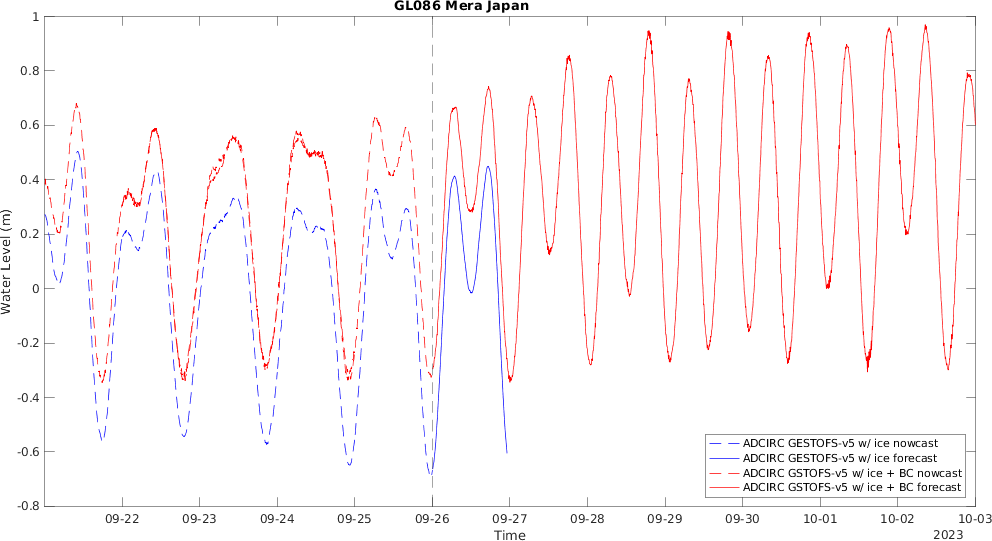 GL086 Mera Japan
1
0.8
0.6
0.4
0.2
0
-0.2
-0.4
-0.6
-0.8
Water Level (m)
09-22 09-23 09-24 09-25 09-26 09-27 09-28 09-29 09-30 10-01 10-02 10-03
Time
2023
ADCIRC GESTOFS-v5 w/ ice nowcast
ADCIRC GESTOFS-v5 w/ ice forecast
ADCIRC GSTOFS-v5 w/ ice + BC nowcast
ADCIRC GSTOFS-v5 w/ ice + BC forecast